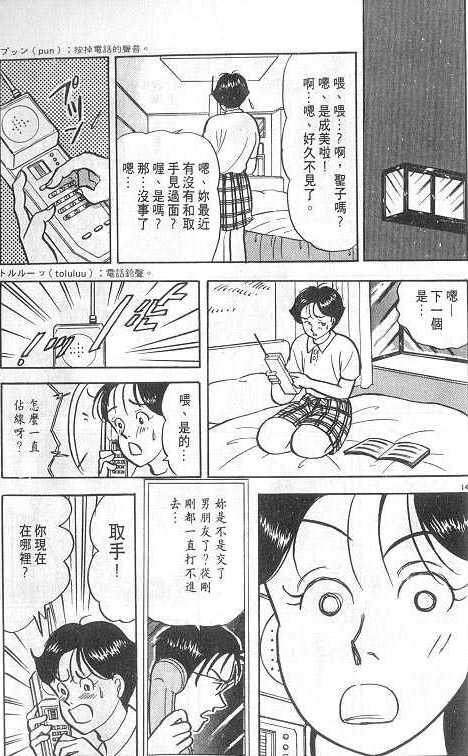 プッン（pun）；按掉電話的聲音。
喂、喂…？啊，聖子嗎？
嗯、是成美啦！
啊…嗯、好久不見了。
嗯、妳最近
有沒有和取
手見過面？
喔、是嗎？
那…沒事了
嗯…
トルルーッ（toluluu）；電話鈴聲。
嗯—
下一個
是…
喂、是的…
怎麼一直
佔線呀？
14
妳是不是交了
男朋友了？從剛
剛都一直打不進
去…
取手！
你現在
在哪裡？